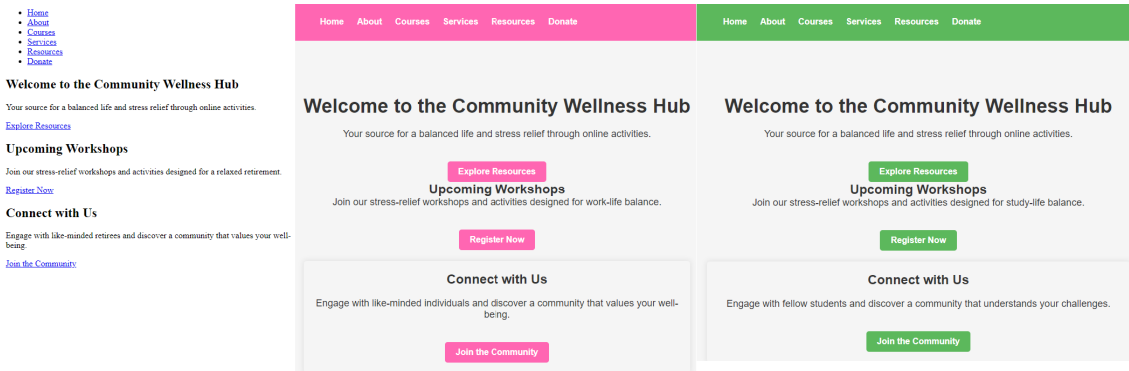 Home
About
Courses
Services
Resources
Donate
Welcome to the Community Wellness Hub
Your source for a balanced life and stress relief through online activities.
Explore Resources
Upcoming Workshops
Join our stress-relief workshops and activities designed for a relaxed retirement.
Register Now
Connect with Us
Engage with like-minded retirees and discover a community that values your well-
being.
Join the Community
Home About Courses Services Resources Donate
Welcome to the Community Wellness Hub
Your source for a balanced life and stress relief through online activities.
Explore Resources
Upcoming Workshops
Join our stress-relief workshops and activities designed for work-life balance.
Register Now
Connect with Us
Engage with like-minded individuals and discover a community that values your well-
being.
Join the Community
Home About Courses Services Resources Donate
Welcome to the Community Wellness Hub
Your source for a balanced life and stress relief through online activities.
Explore Resources
Upcoming Workshops
Join our stress-relief workshops and activities designed for study-life balance.
Register Now
Connect with Us
Engage with fellow students and discover a community that understands your challenges.
Join the Community